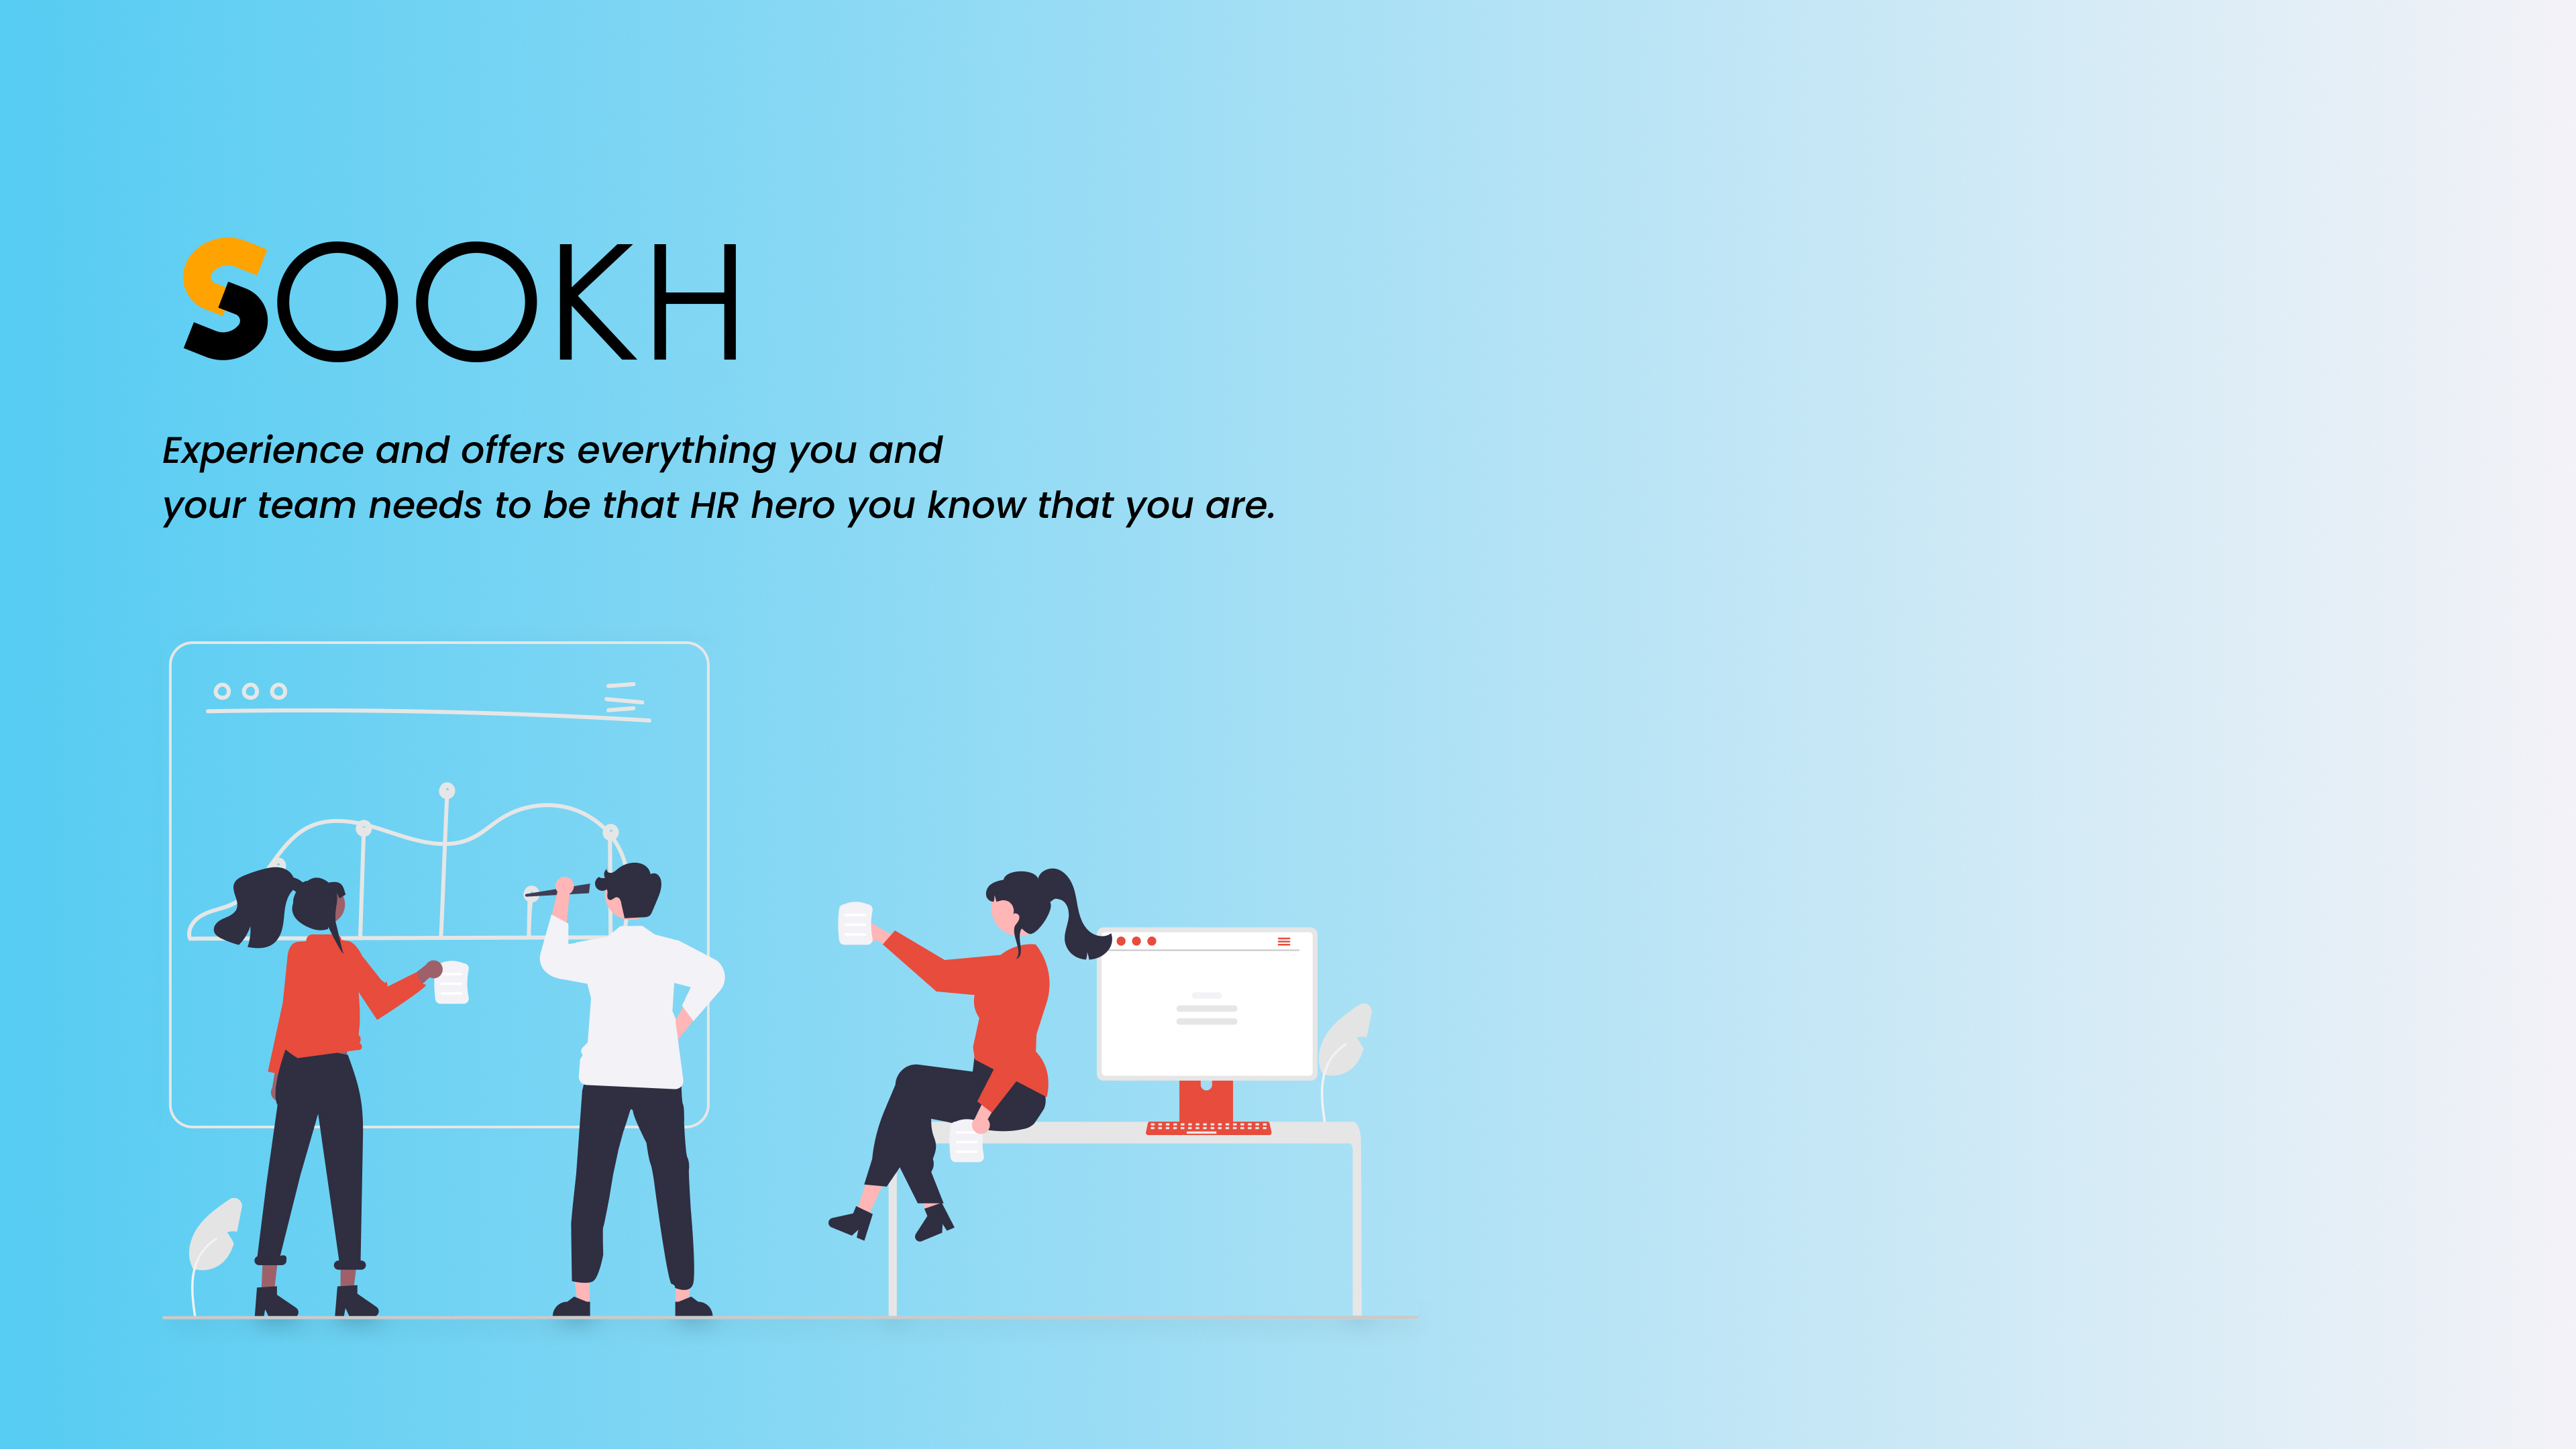 SOOKH
Experience and offers everything you and
your team needs to be that HR hero you know that you are.